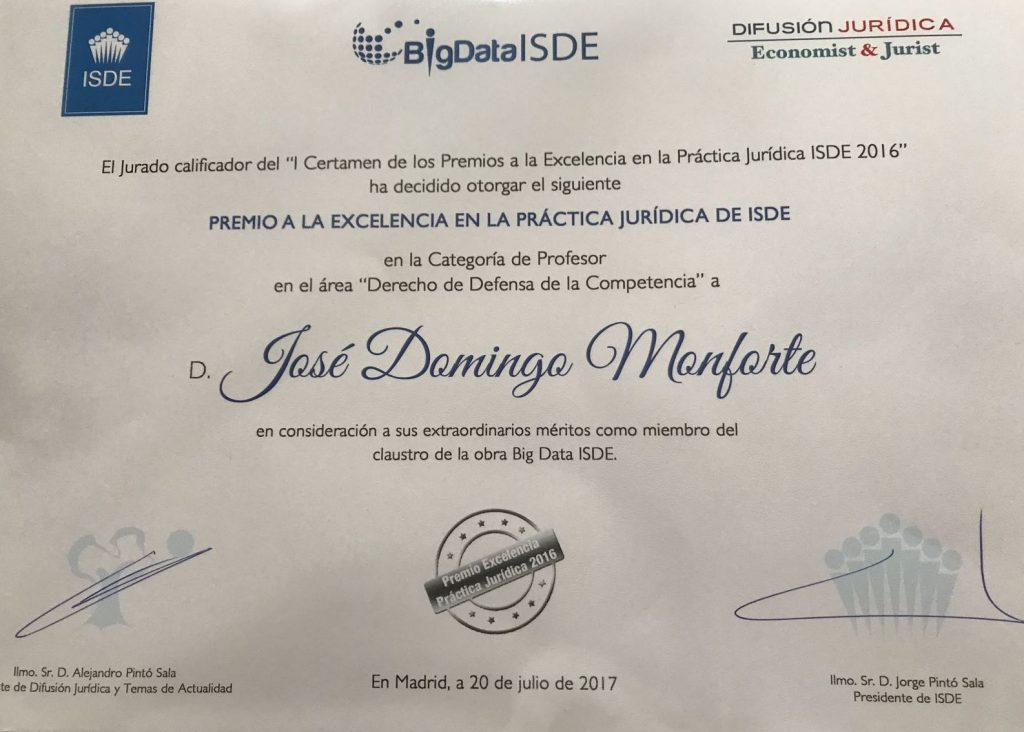 ISDE
BigDataISDE
DIFUSIÓN JURÍDICA
Economist & Jurist
El Jurado calificador del “I Certamen de los Premios a la Excelencia en la Práctica Jurídica ISDE 2016”
ha decidido otorgar el siguiente
PREMIO A LA EXCELENCIA EN LA PRÁCTICA JURÍDICA DE ISDE
en la Categoría de Profesor
en el área “Derecho de Defensa de la Competencia” a
D. José Domingo Monforte
en consideración a sus extraordinarios méritos como miembro del
claustro de la obra Big Data ISDE.
Premio Excelencia
Práctica Jurídica 2016
Ilmo. Sr. D. Alejandro Pintó Sala
te de Difusión Jurídica y Temas de Actualidad
En Madrid, a 20 de julio de 2017
Ilmo. Sr. D. Jorge Pintó Sala
Presidente de ISDE